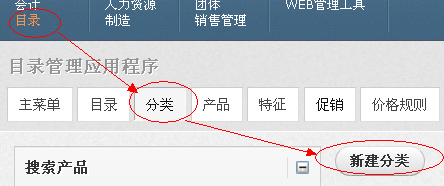 会计 人力资源 团体 WEB管理工具
目录 制造 销售管理
目录管理应用程序
主菜单 目录 分类 产品 特征 促销 价格规则
搜索产品 新建分类